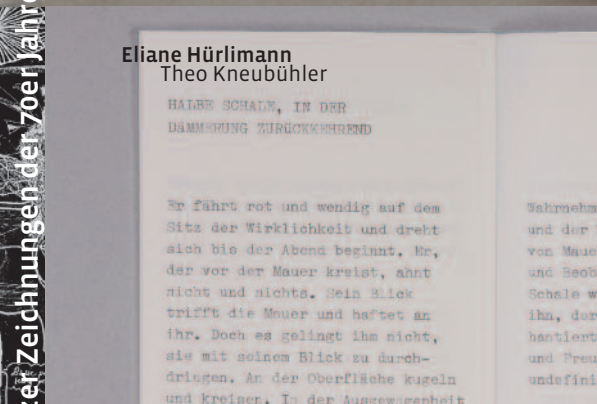 zer Zeichnungen der 70er Jahre
Eliane Hürlimann
Theo Kneubühler
HALBE SCHALE, IN DER
DÄMMERUNG ZURÜCKKEHREND
Er fährt rot und wendig auf dem
Sitz der Wirklichkeit und dreht
sich bis der Abend beginnt. Er,
der vor der Mauer kreist, ahnt
nicht und nichts. Sein Blick
trifft die Mauer und haftet an
ihr. Doch es gelingt ihm nicht,
sie mit seinem Blick zu durch-
dringen. An der Oberfläche kugeln
und kreisen. In der Ausgewogenheit
Wahrnehm
und der
von Maue
und Beob
Schale w
ihn, der
hantiert
und Freu
undefini